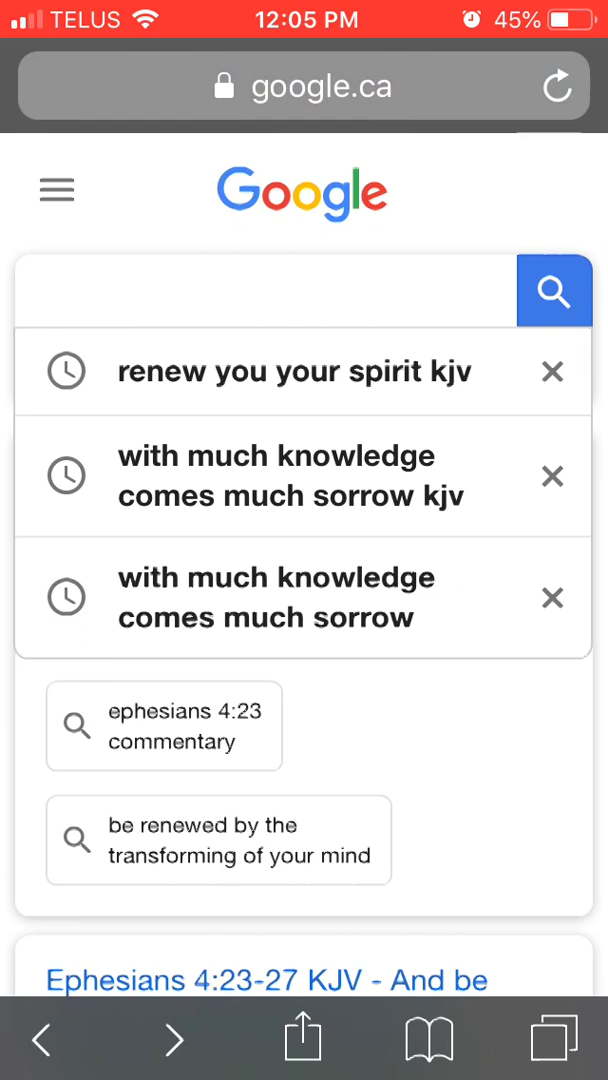 TELUS 12:05 PM 45%
google.ca
Google
renew you your spirit kjv
with much knowledge
comes much sorrow kjv
with much knowledge
comes much sorrow
ephesians 4:23
commentary
be renewed by the
transforming of your mind
Ephesians 4:23-27 KJV - And be